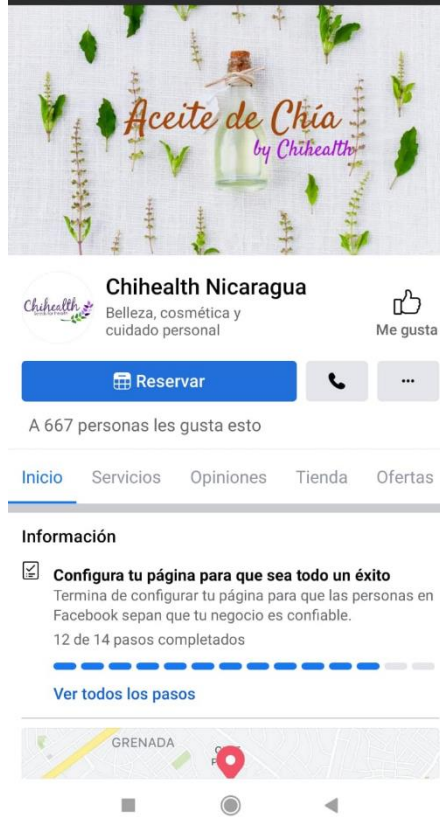 Aceite de Chía
by Chihealth
Chihealth
Chihealth Nicaragua
Belleza, cosmética y
cuidado personal
Me gusta
Reservar
A 667 personas les gusta esto
Inicio Servicios Opiniones Tienda Ofertas
Información
Configura tu página para que sea todo un éxito
Termina de configurar tu página para que las personas en
Facebook sepan que tu negocio es confiable.
12 de 14 pasos completados
Ver todos los pasos
GRENADA